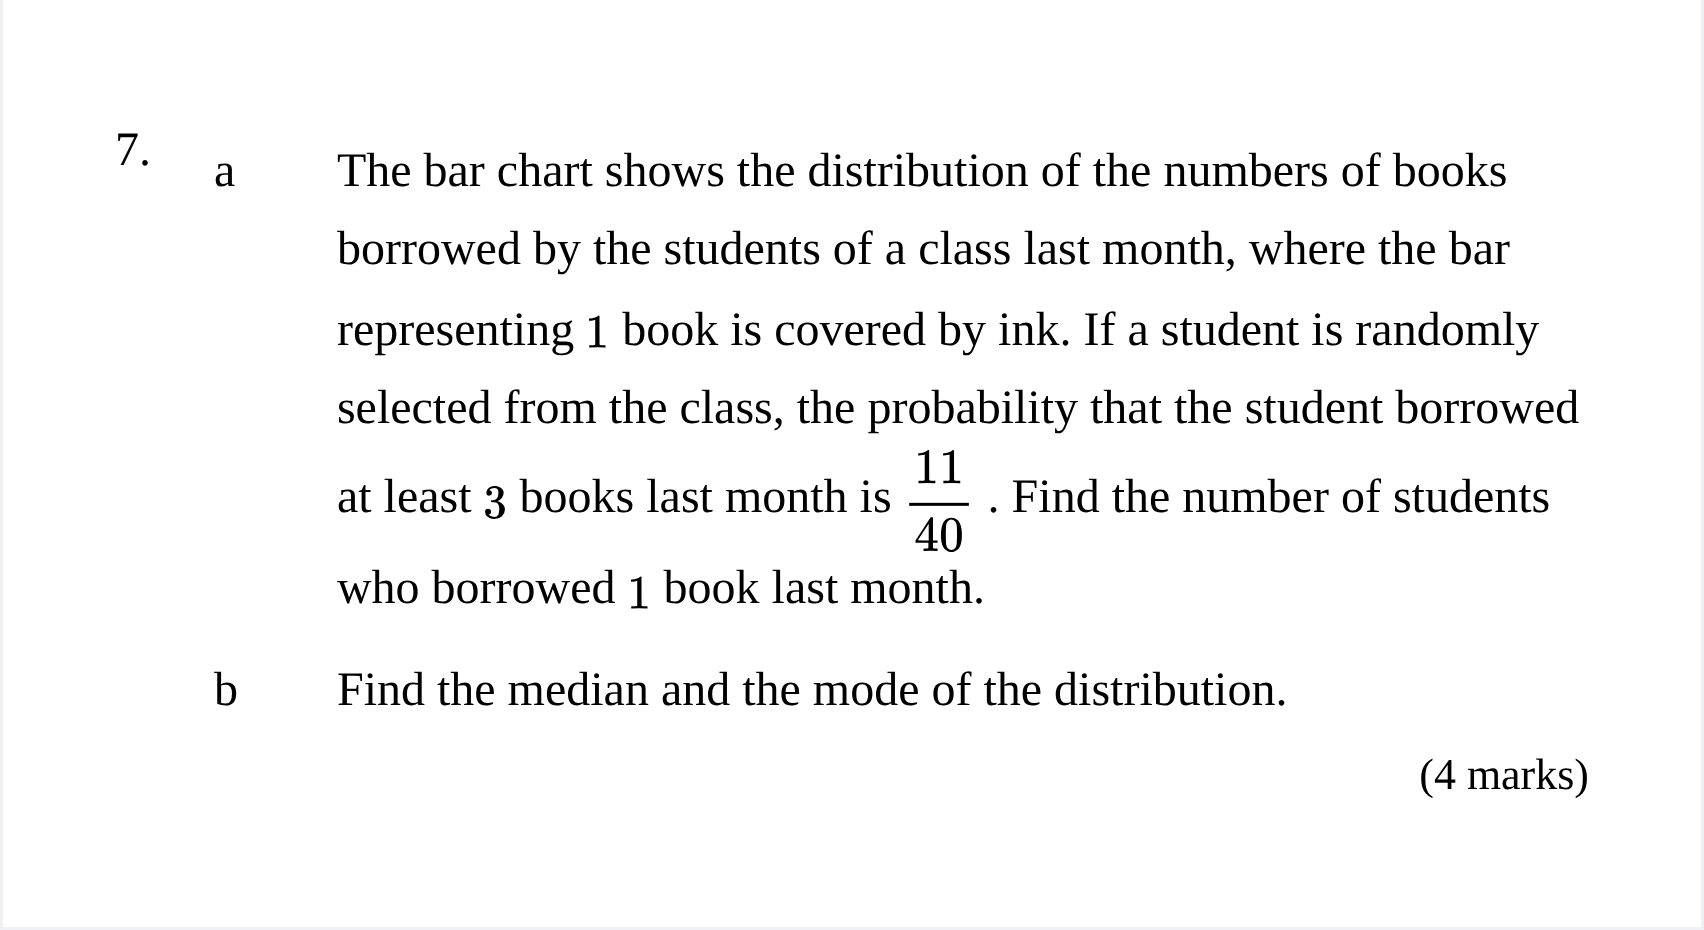 7.
a The bar chart shows the distribution of the numbers of books
borrowed by the students of a class last month, where the bar
representing 1 book is covered by ink. If a student is randomly
selected from the class, the probability that the student borrowed
at least 3 books last month is 11/40 . Find the number of students
who borrowed 1 book last month.
b Find the median and the mode of the distribution.
(4 marks)